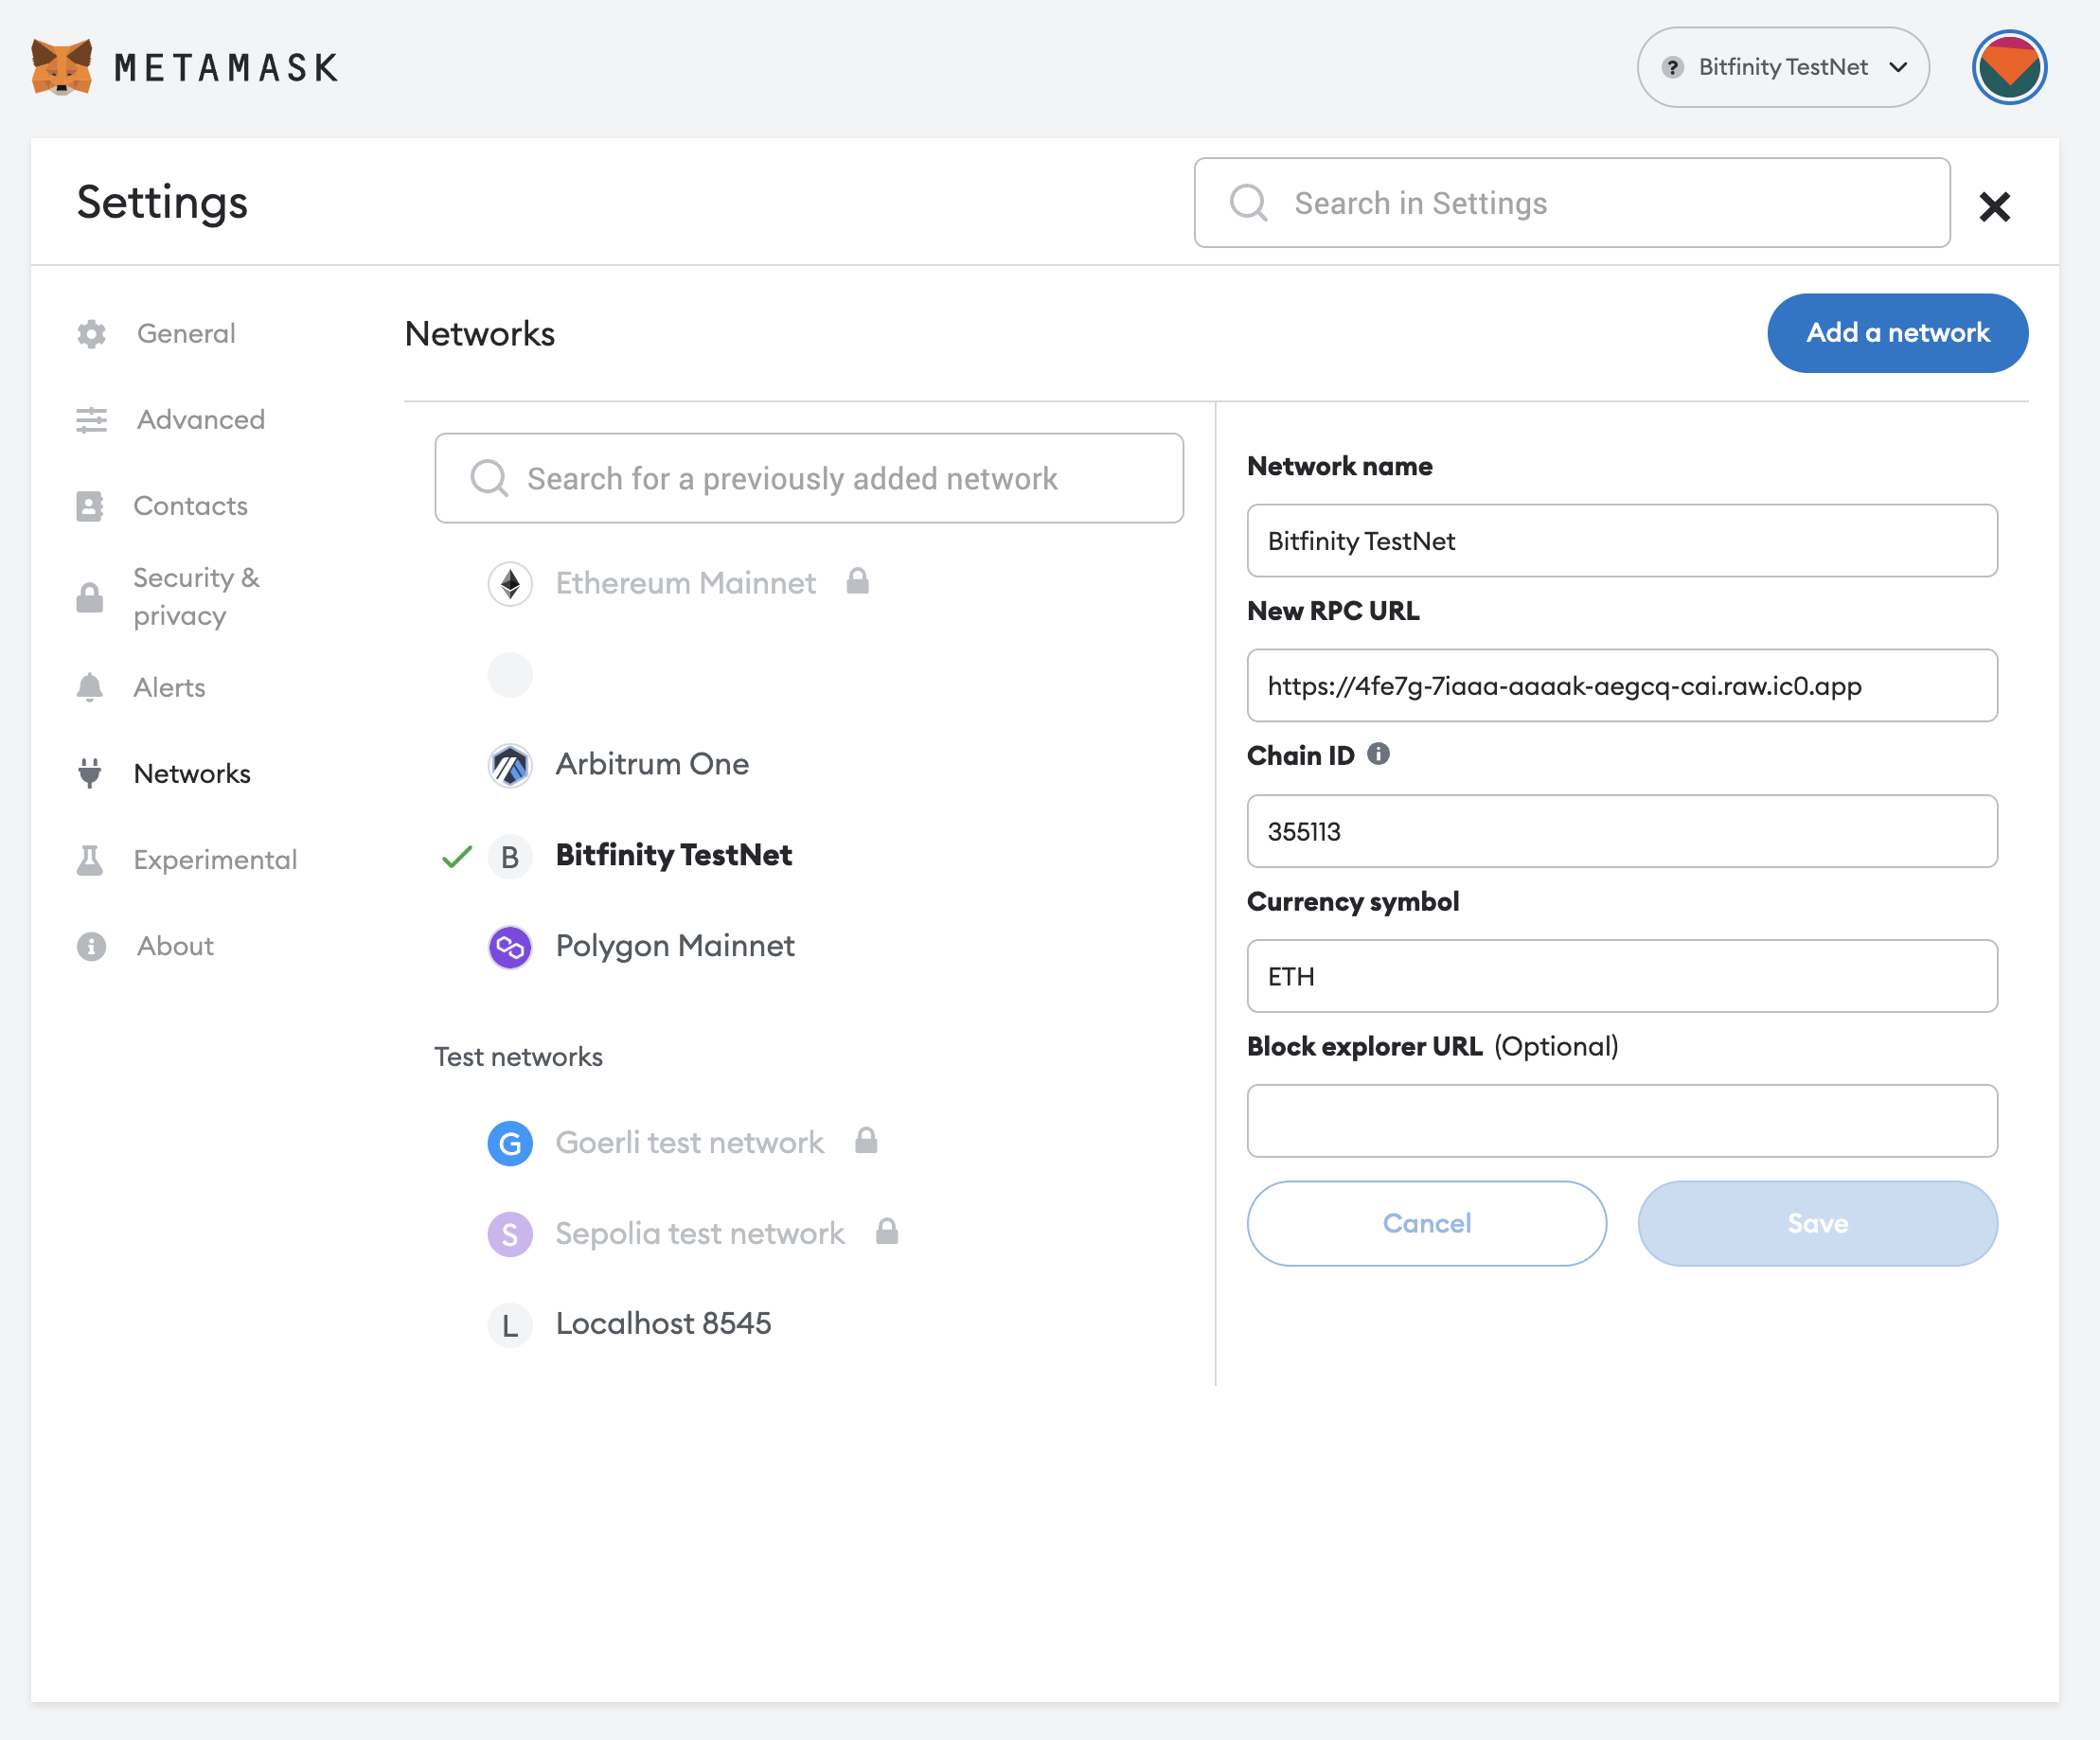 METAMASK
? Bitfinity TestNet
Settings
Search in Settings
General
Advanced
Contacts
Security &
privacy
Alerts
Networks
Experimental
About
Networks
Add a network
Search for a previously added network
Ethereum Mainnet
Arbitrum One
B Bitfinity TestNet
Polygon Mainnet
Test networks
G Goerli test network
S Sepolia test network
L Localhost 8545
Network name
Bitfinity TestNet
New RPC URL
https://4fe7g-7iaaa-aaaak-aegcq-cai.raw.ic0.app
Chain ID
355113
Currency symbol
ETH
Block explorer URL (Optional)
Cancel
Save